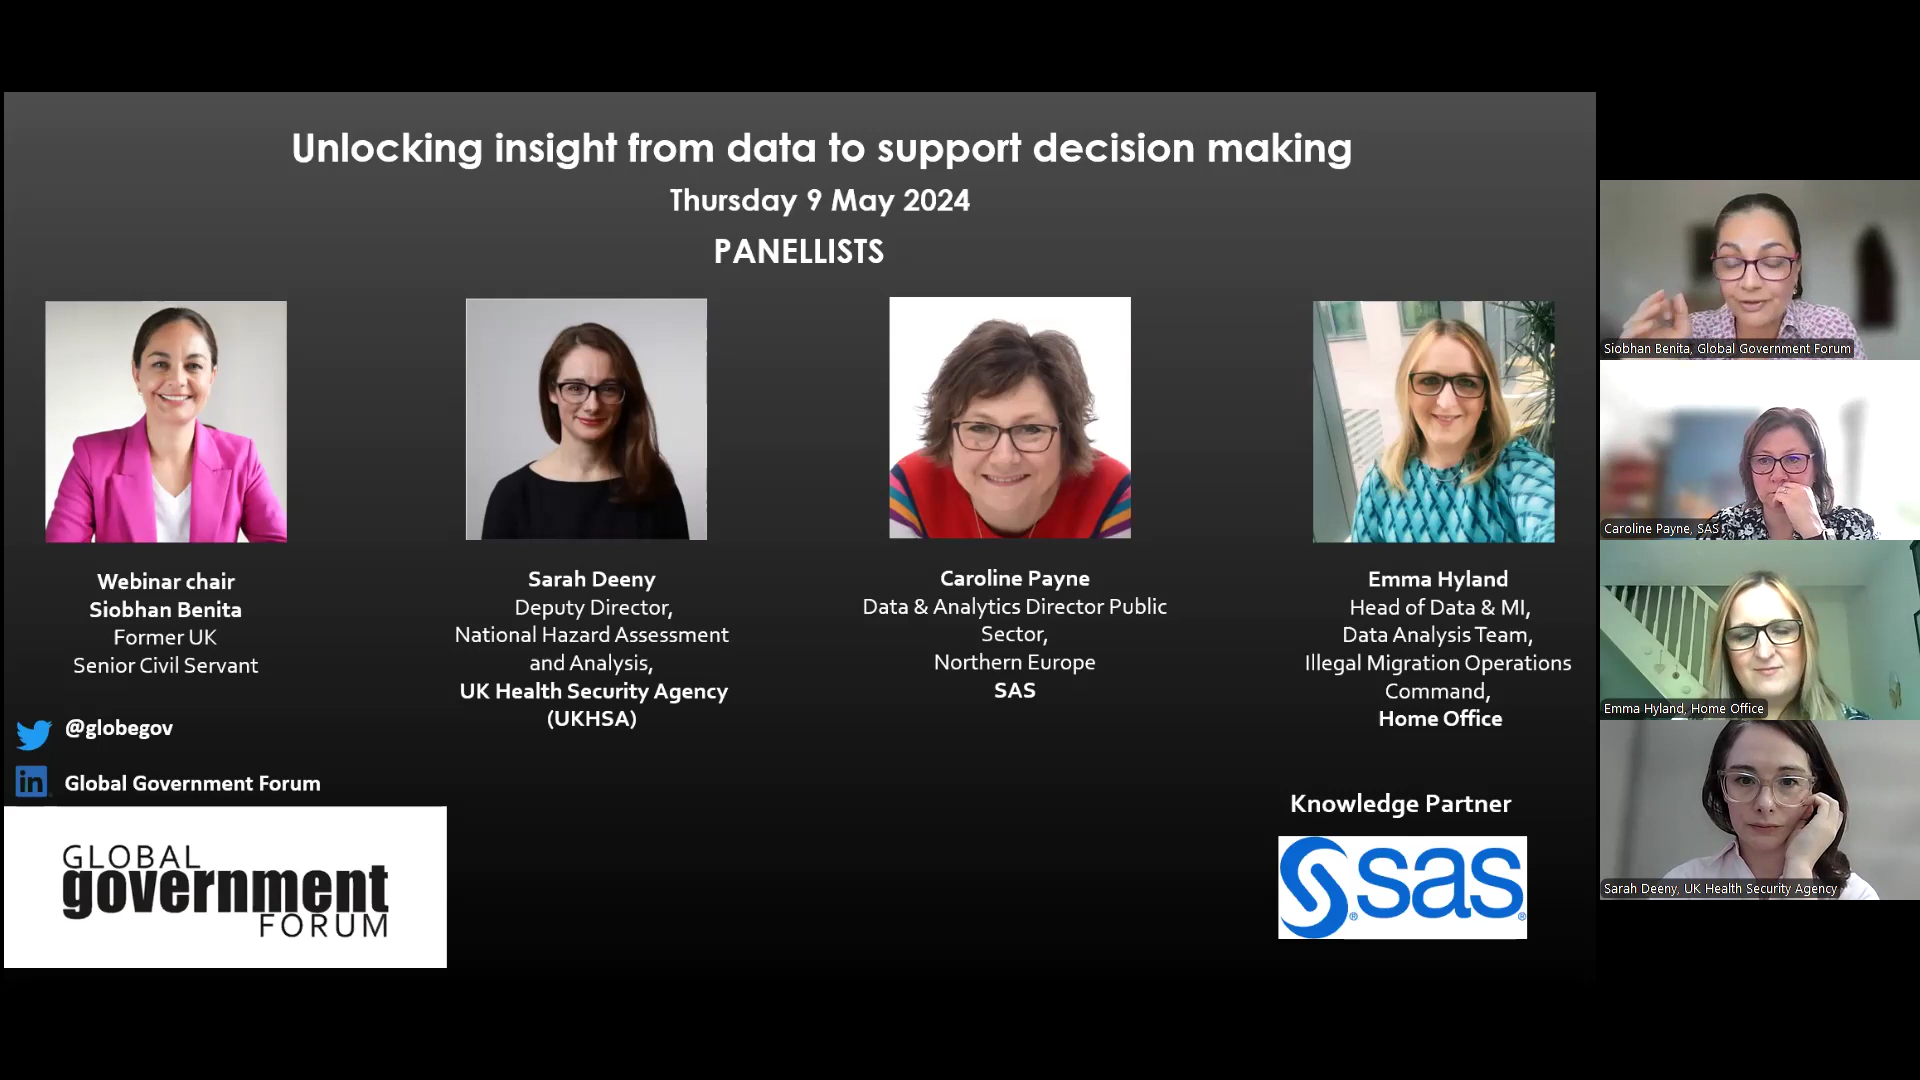 Unlocking insight from data to support decision making
Thursday 9 May 2024
PANELLISTS
Webinar chair
Siobhan Benita
Former UK
Senior Civil Servant
Sarah Deeny
Deputy Director,
National Hazard Assessment
and Analysis,
UK Health Security Agency
(UKHSA)
Caroline Payne
Data & Analytics Director Public
Sector,
Northern Europe
SAS
Emma Hyland
Head of Data & MI,
Data Analysis Team,
Illegal Migration Operations
Command,
Home Office
@globegov
in
Global Government Forum
GLOBAL
government
FORUM
Knowledge Partner
sas
Siobhan Benita, Global Government Forum
Caroline Payne, SAS
Emma Hyland, Home Office
Sarah Deeny, UK Health Security Agency